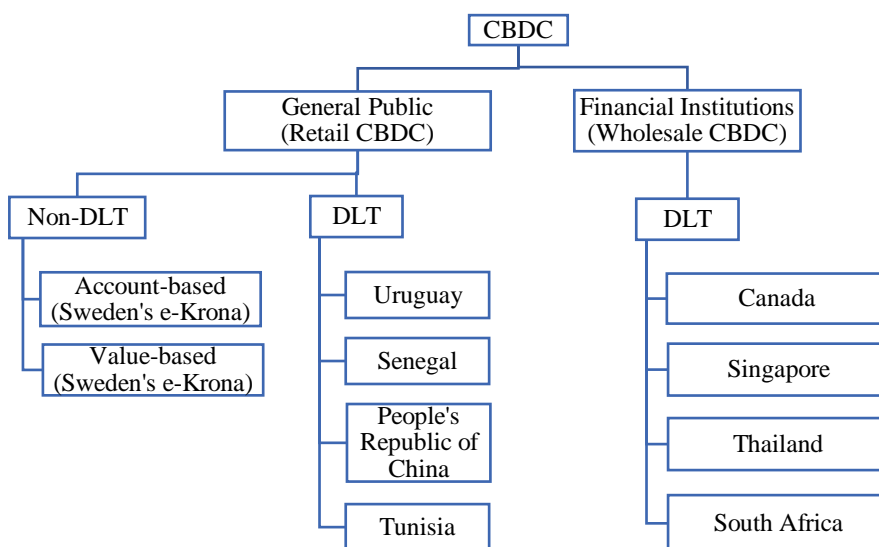 CBDC
General Public
(Retail CBDC)
Financial Institutions
(Wholesale CBDC)
Non-DLT
DLT
DLT
Account-based
(Sweden's e-Krona)
Value-based
(Sweden's e-Krona)
Uruguay
Senegal
People's
Republic of
China
Tunisia
Canada
Singapore
Thailand
South Africa